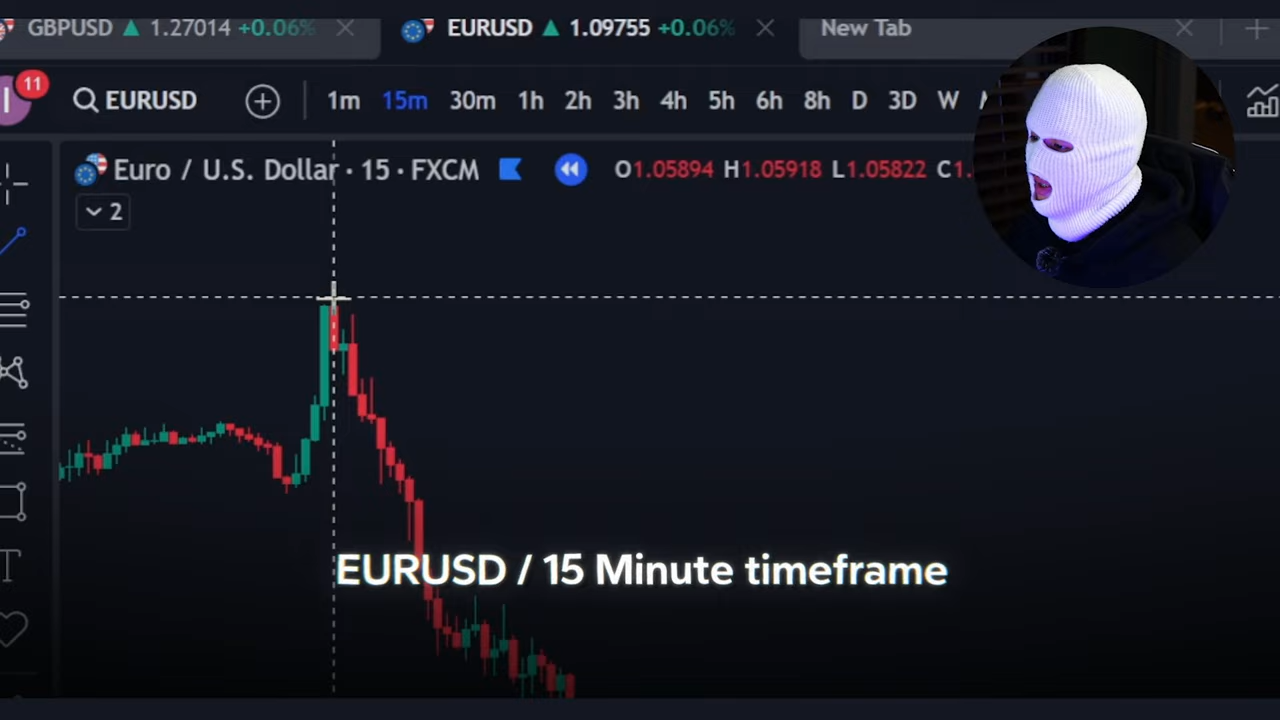 GBPUSD ▲ 1.27014 +0.06%
EURUSD ▲ 1.09755 +0.06%
New Tab
11
I
EURUSD
1m 15m 30m 1h 2h 3h 4h 5h 6h 8h D 3D W
Euro / U.S. Dollar · 15 · FXCM
O1.05894 H1.05918 L1.05822 C1.
2
EURUSD / 15 Minute timeframe